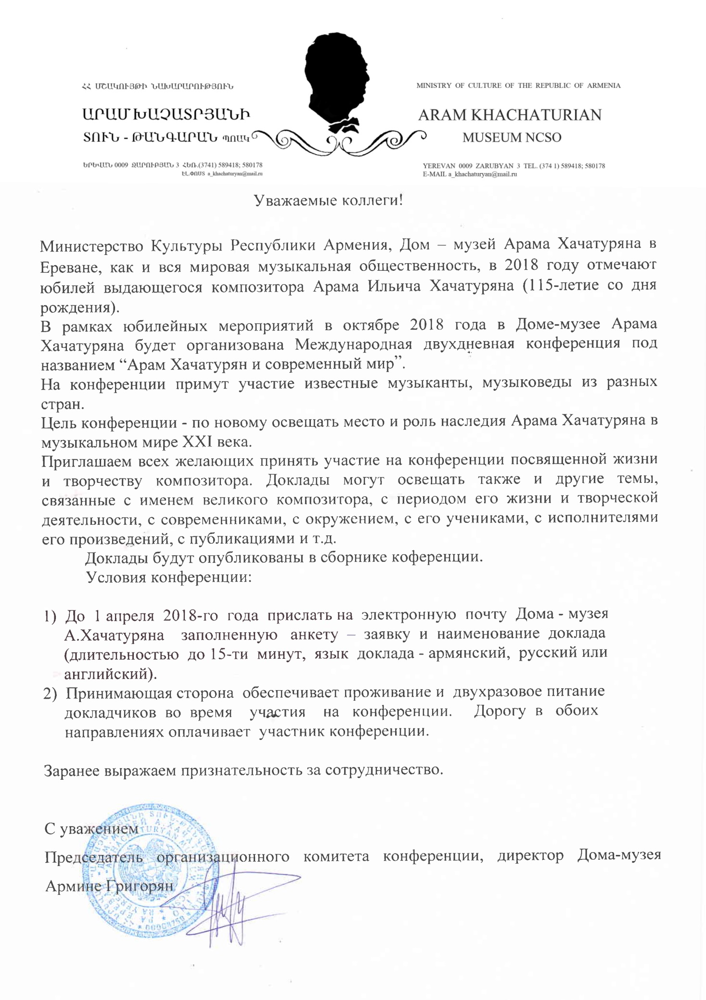 ՀՀ ՄՇԱԿՈՒՅԹԻ ՆԱԽԱՐԱՐՈՒԹՅՈՒՆ
ԱՐԱՄ ԽԱՉԱՏՐՅԱՆԻ
ՏՈՒՆ - ԹԱՆԳԱՐԱՆ ՊՈԱԿ
ԵՐԵՎԱՆ 0009 ԶԱՐՈՒԲՅԱՆ 3 ՀԵՌ.(3741) 589418; 580178
ԷԼ.ՓՈՍՏ a_khachaturyan@mail.ru
MINISTRY OF CULTURE OF THE REPUBLIC OF ARMENIA
ARAM KHACHATURIAN
MUSEUM NCSO
YEREVAN 0009 ZARUBYAN 3 TEL. (374 1) 589418; 580178
E-MAIL a_khachaturyan@mail.ru
Уважаемые коллеги!
Министерство Культуры Республики Армения, Дом – музей Арама Хачатуряна в
Ереване, как и вся мировая музыкальная общественность, в 2018 году отмечают
юбилей выдающегося композитора Арама Ильича Хачатуряна (115-летие со дня
рождения).
В рамках юбилейных мероприятий в октябре 2018 года в Доме-музее Арама
Хачатуряна будет организована Международная двухдневная конференция под
названием “Арам Хачатурян и современный мир”.
На конференции примут участие известные музыканты, музыковеды из разных
стран.
Цель конференции - по новому освещать место и роль наследия Арама Хачатуряна в
музыкальном мире XXI века.
Приглашаем всех желающих принять участие на конференции посвященной жизни
и творчеству композитора. Доклады могут освещать также и другие темы,
связанные с именем великого композитора, с периодом его жизни и творческой
деятельности, с современниками, с окружением, с его учениками, с исполнителями
его произведений, с публикациями и т.д.
Доклады будут опубликованы в сборнике коференции.
Условия конференции:
1) До 1 апреля 2018-го года прислать на электронную почту Дома - музея
А.Хачатуряна заполненную анкету – заявку и наименование доклада
(длительностью до 15-ти минут, язык доклада - армянский, русский или
английский).
2) Принимающая сторона обеспечивает проживание и двухразовое питание
докладчиков во время участия на конференции. Дорогу в обоих
направлениях оплачивает участник конференции.
Заранее выражаем признательность за сотрудничество.
С уважением
Председатель организационного комитета конференции, директор Дома-музея
Армине Григорян